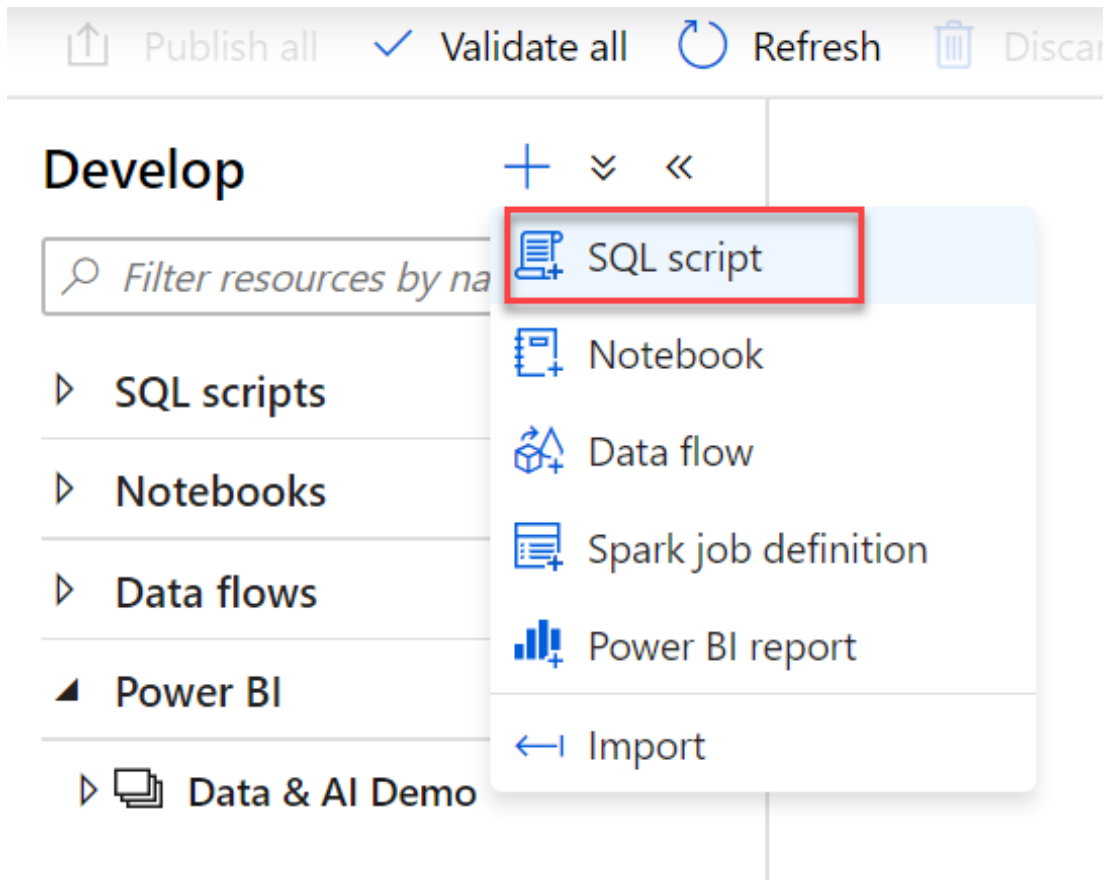 Publish all Validate all Refresh Discar
Develop
SQL script
Filter resources by na
Notebook
SQL scripts
Data flow
Notebooks
Spark job definition
Data flows
Power BI report
Power BI
Import
Data & AI Demo